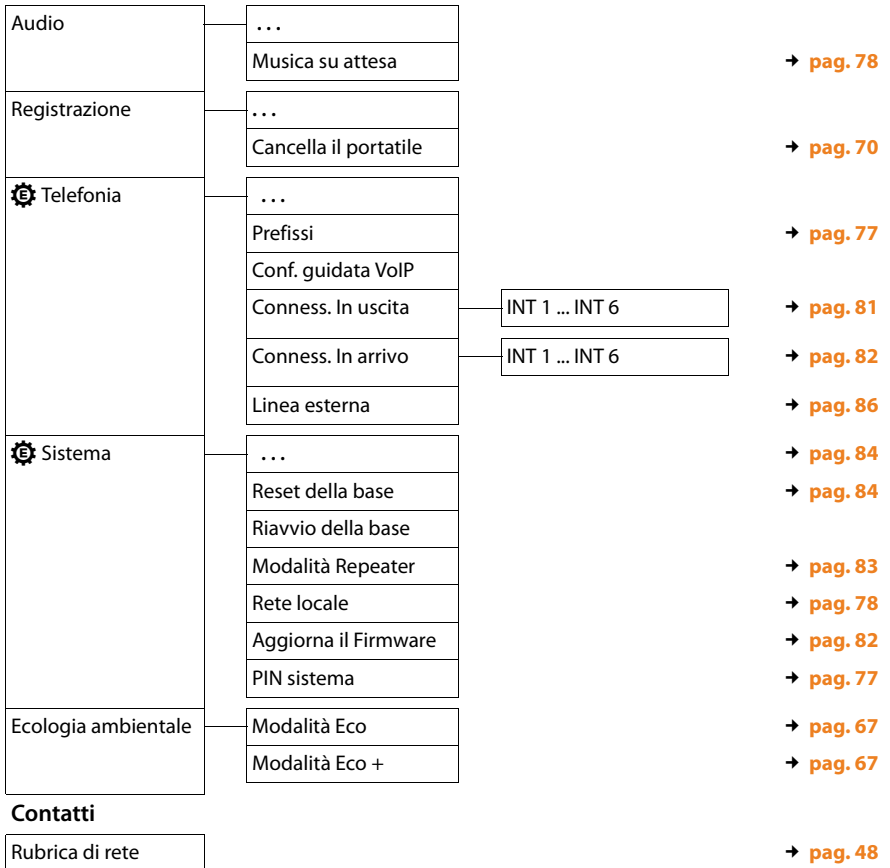 Audio ...
Musica su attesa ➜ pag. 78
Registrazione ...
Cancella il portatile ➜ pag. 70
E Telefonia ...
Prefissi ➜ pag. 77
Conf. guidata VoIP
Conness. In uscita INT 1 ... INT 6 ➜ pag. 81
Conness. In arrivo INT 1 ... INT 6 ➜ pag. 82
Linea esterna ➜ pag. 86
E Sistema ... ➜ pag. 84
Reset della base ➜ pag. 84
Riavvio della base
Modalità Repeater ➜ pag. 83
Rete locale ➜ pag. 78
Aggiorna il Firmware ➜ pag. 82
PIN sistema ➜ pag. 77
Ecologia ambientale Modalità Eco ➜ pag. 67
Modalità Eco + ➜ pag. 67
Contatti
Rubrica di rete ➜ pag. 48